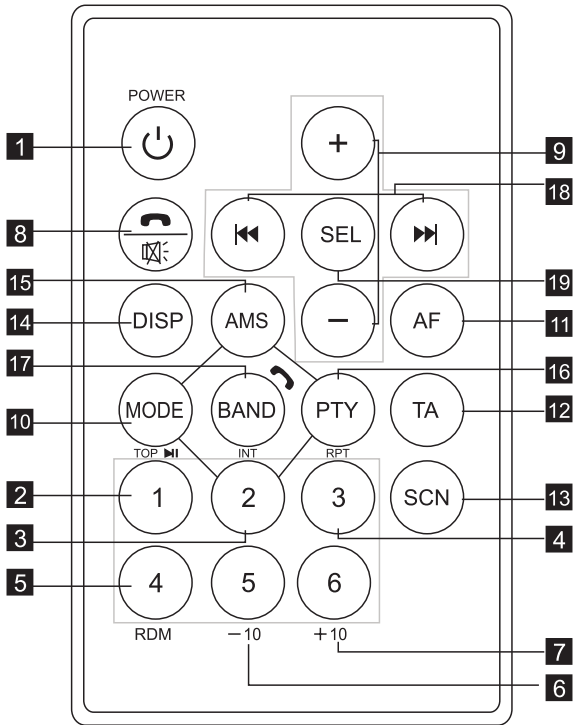 POWER
1
+
9
18
8
SEL
15
19
14
DISP
AMS
−
AF
11
17
16
10
MODE
BAND
PTY
TA
12
TOP
INT
RPT
2
1
2
3
SCN
13
3
4
5
4
5
6
RDM
−10
+10
7
6